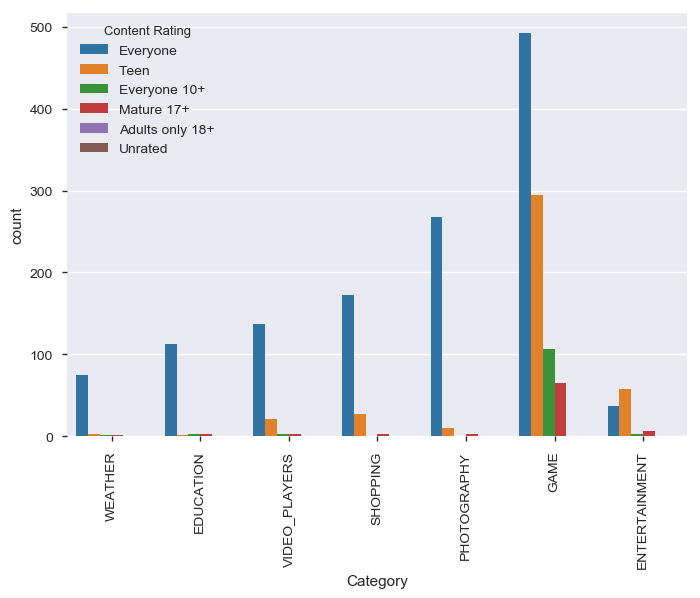 500
400
300
200
100
0
count
Content Rating
Everyone
Teen
Everyone 10+
Mature 17+
Adults only 18+
Unrated
WEATHER
EDUCATION
VIDEO_PLAYERS
SHOPPING
PHOTOGRAPHY
GAME
ENTERTAINMENT
Category